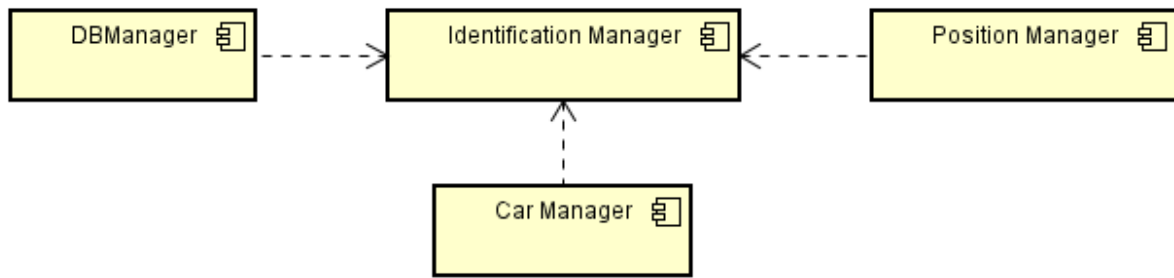 DBManager
Identification Manager
Position Manager
Car Manager